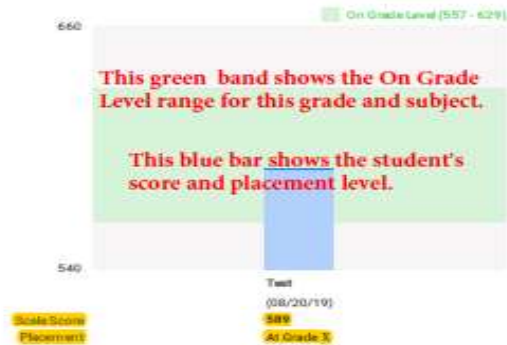 On Grade Level (557 - 629)
660
This green band shows the On Grade
Level range for this grade and subject.
This blue bar shows the student's
score and placement level.
540
Test
(08/20/19)
Scale Score 589
Placement At Grade X